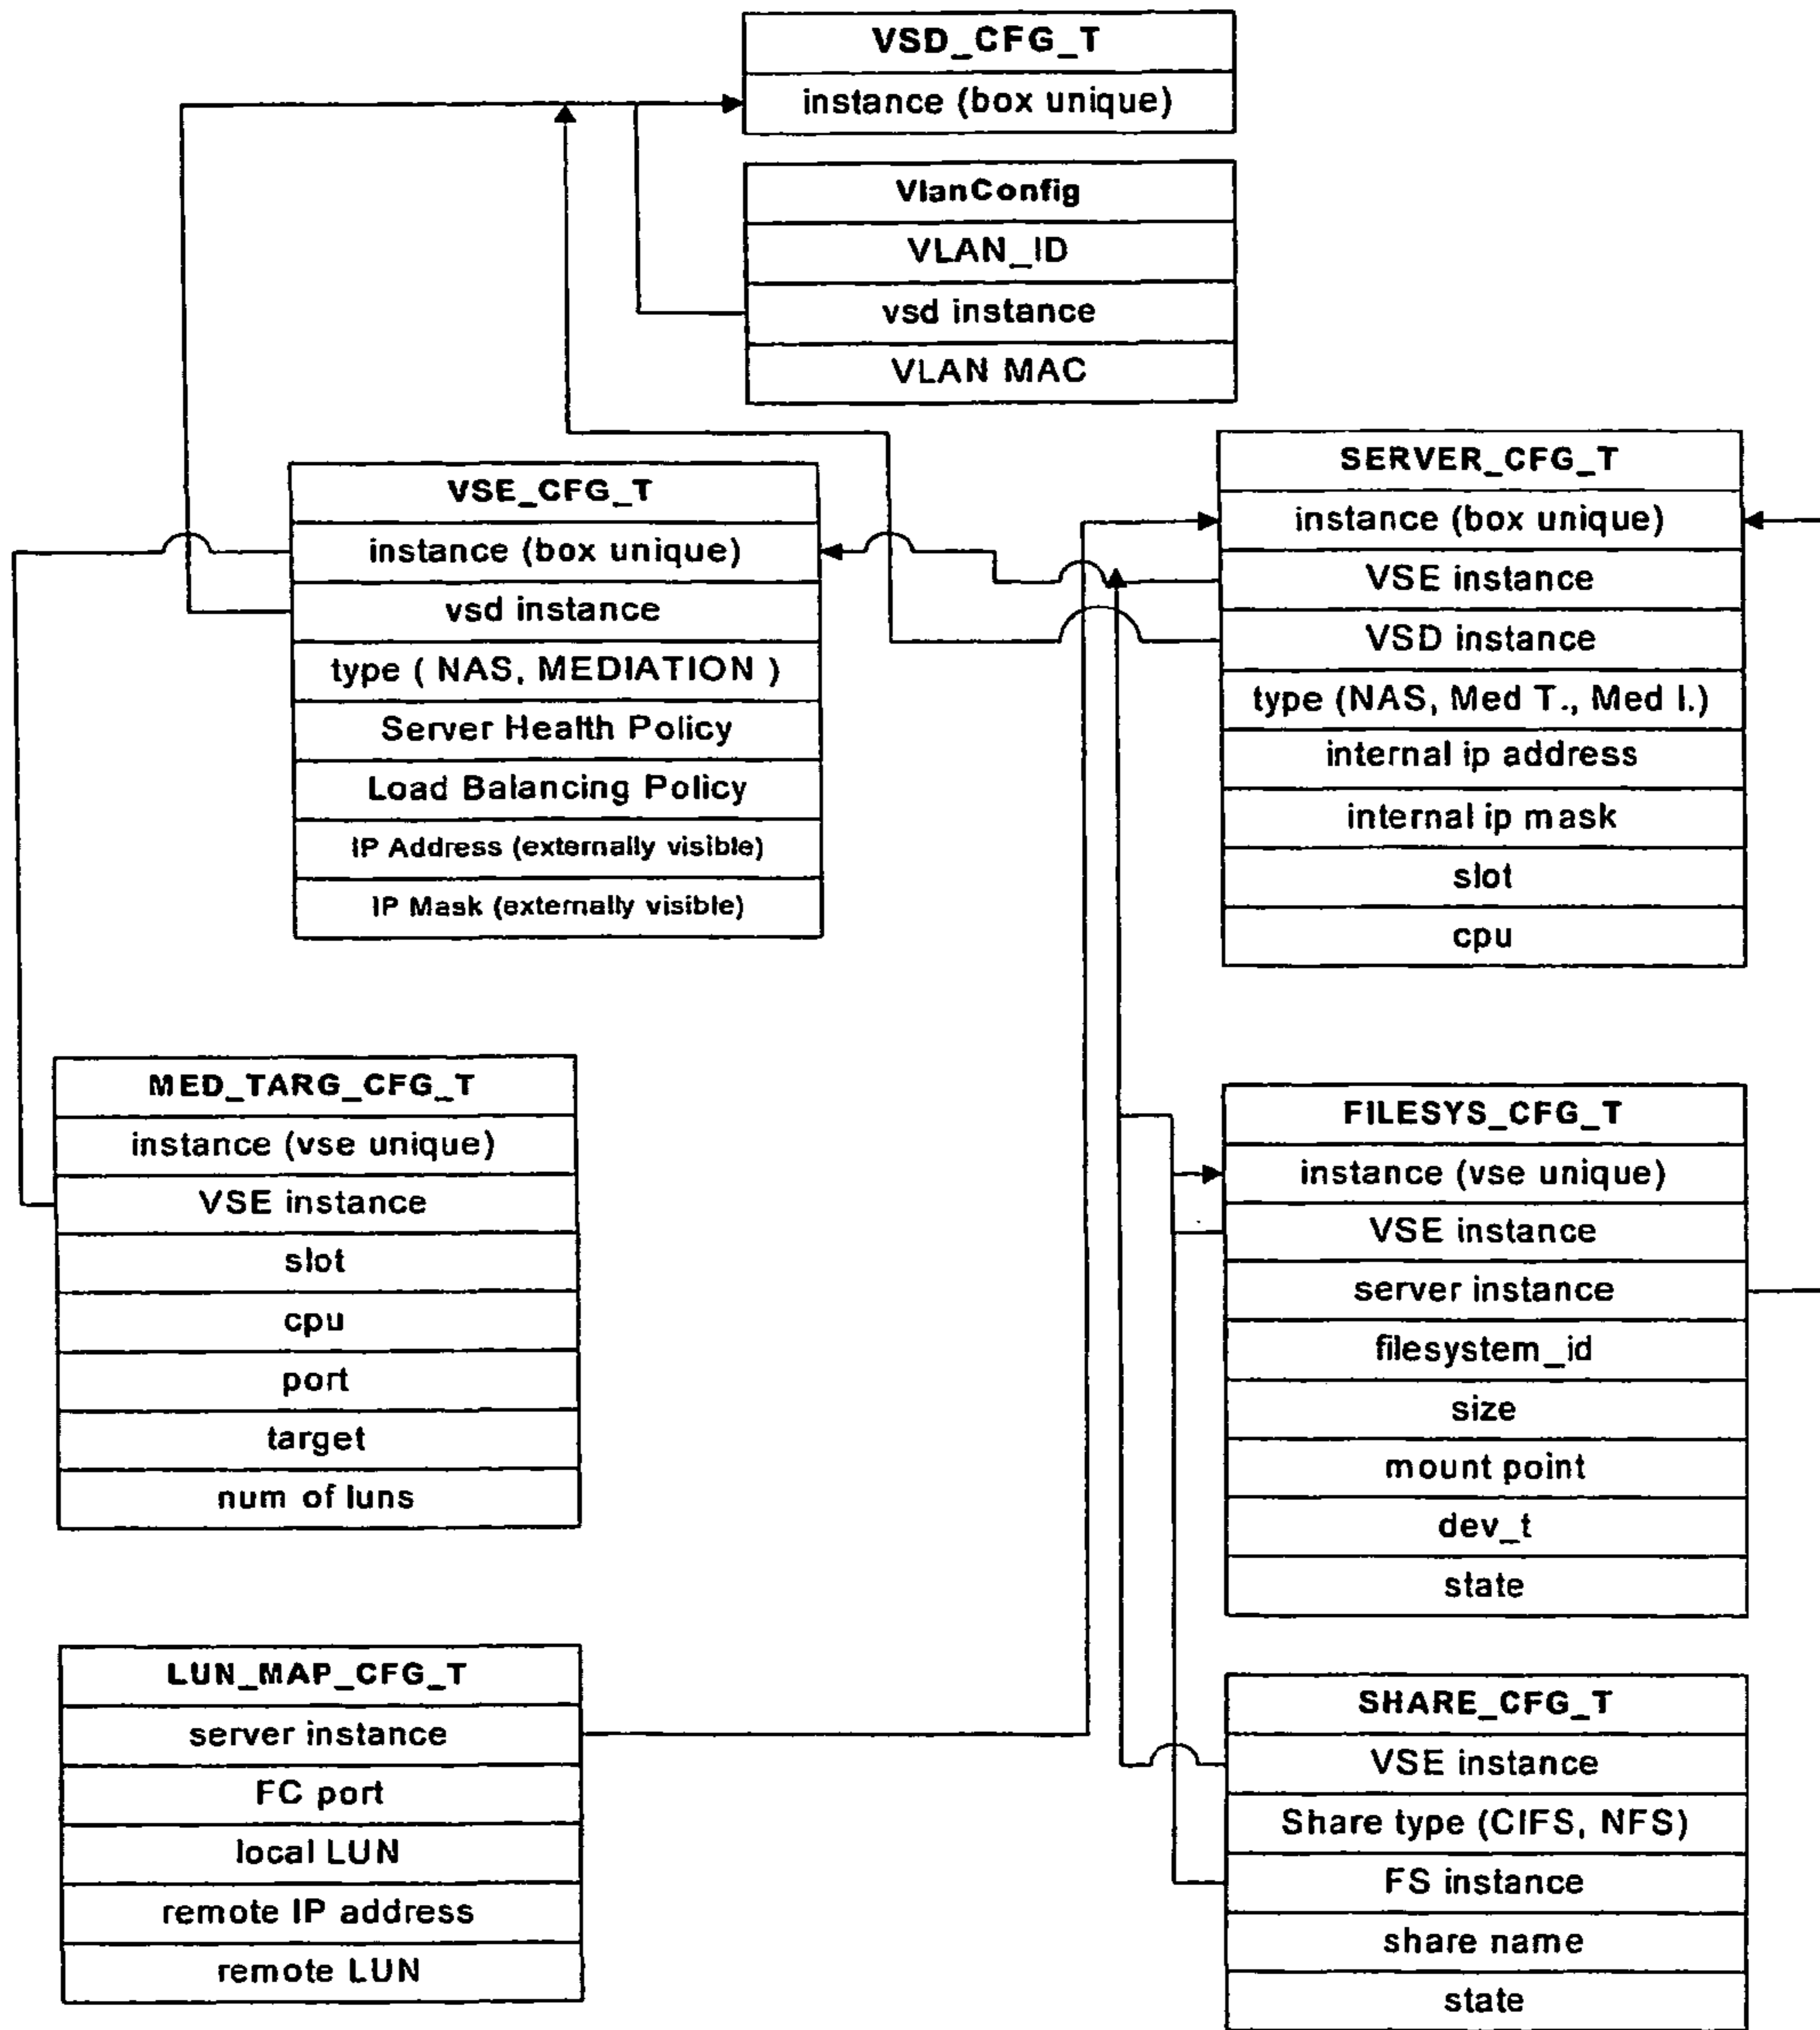 VSD_CFG_T
instance (box unique)
VlanConfig
VLAN_ID
vsd instance
VLAN MAC
VSE_CFG_T
instance (box unique)
vsd instance
type ( NAS, MEDIATION )
Server Health Policy
Load Balancing Policy
IP Address (externally visible)
IP Mask (externally visible)
SERVER_CFG_T
instance (box unique)
VSE instance
VSD instance
type (NAS, Med T., Med I.)
internal ip address
internal ip mask
slot
cpu
MED_TARG_CFG_T
instance (vse unique)
VSE instance
slot
cpu
port
target
num of luns
FILESYS_CFG_T
instance (vse unique)
VSE instance
server instance
filesystem_id
size
mount point
dev_t
state
LUN_MAP_CFG_T
server instance
FC port
local LUN
remote IP address
remote LUN
SHARE_CFG_T
VSE instance
Share type (CIFS, NFS)
FS instance
share name
state